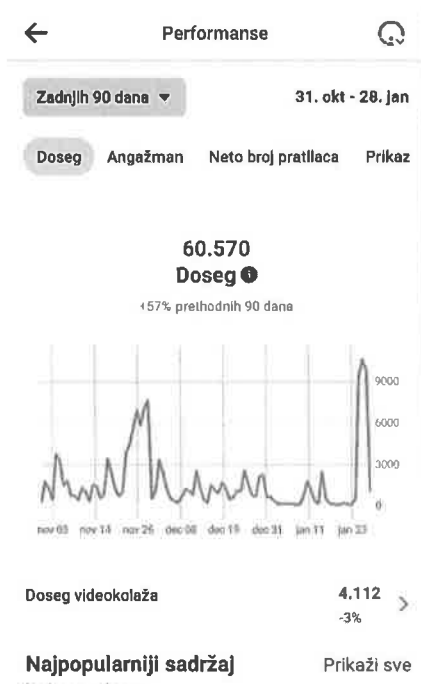 Performanse
Zadnjih 90 dana
31. okt - 28. jan
Doseg
Angažman
Neto broj pratilaca
Prikaz
60.570
Doseg
+57% prethodnih 90 dana
9000
6000
3000
0
nov 03 nov 14 nov 26 dec 08 dec 19 dec 31 jan 11 jan 23
Doseg videokolaža
4.112
-3%
Najpopularniji sadržaj
Prikaži sve